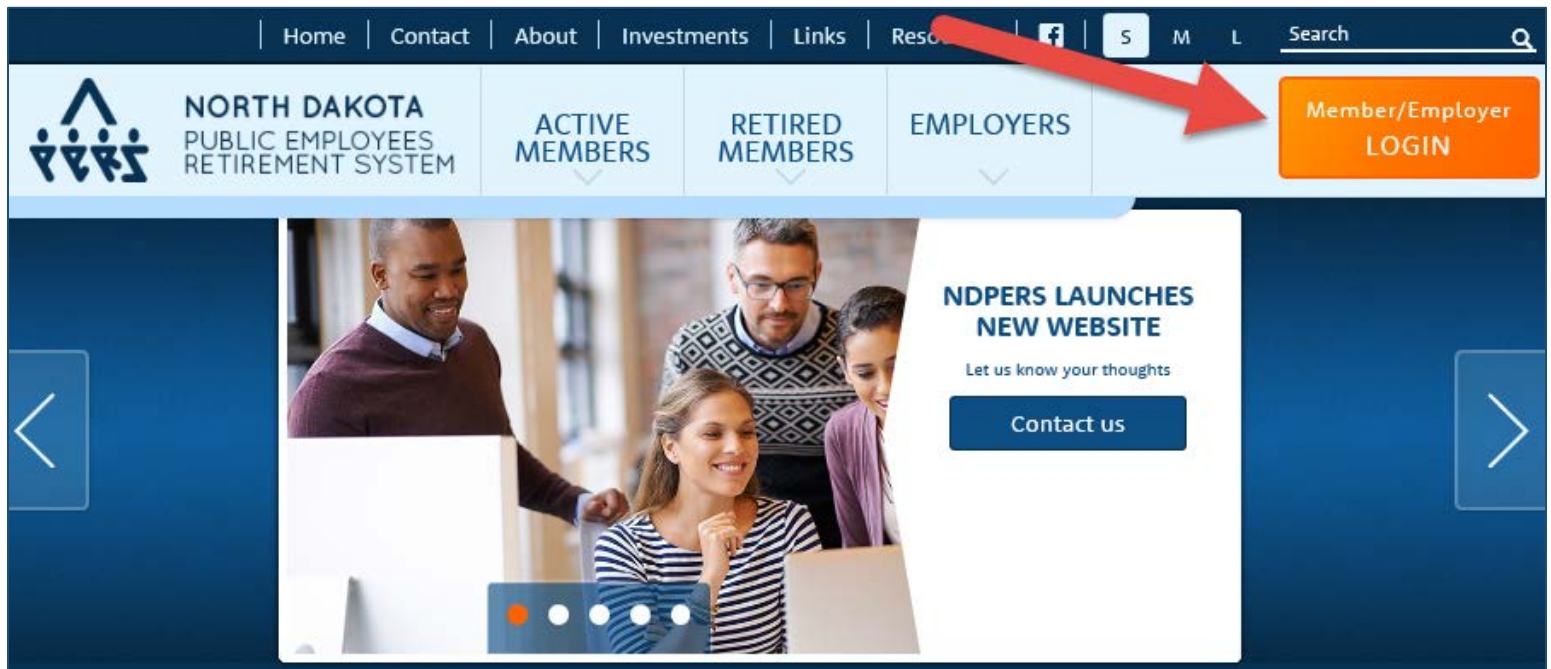 Home Contact About Investments Links S M L Search
NORTH DAKOTA
PUBLIC EMPLOYEES
RETIREMENT SYSTEM
PERS
ACTIVE
MEMBERS
RETIRED
MEMBERS
EMPLOYERS
Member/Employer
LOGIN
NDPERS LAUNCHES
NEW WEBSITE
Let us know your thoughts
Contact us